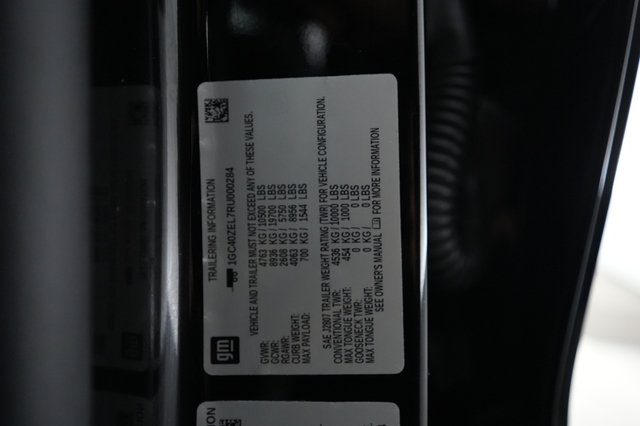 TRAILERING INFORMATION
1GC40ZEL7RU000284
VEHICLE AND TRAILER MUST NOT EXCEED ANY OF THESE VALUES.
GVWR: 4763 KG/ 10500 LBS
GCWR: 8936 KG/ 19700 LBS
RGAWR: 2608 KG/ 5750 LBS
CURB WEIGHT: 4063 KG/ 8956 LBS
MAX PAYLOAD: 700 KG/ 1544 LBS
gm
SAE J2807 TRAILER WEIGHT RATING (TWR) FOR VEHICLE CONFIGURATION.
CONVENTIONAL TWR: 4536 KG/ 10000 LBS
MAX TONGUE WEIGHT: 454 KG/ 1000 LBS
GOOSENECK TWR: 0 KG/ 0 LBS
MAX TONGUE WEIGHT: 0 KG/ 0 LBS
SEE OWNER'S MANUAL FOR MORE INFORMATION